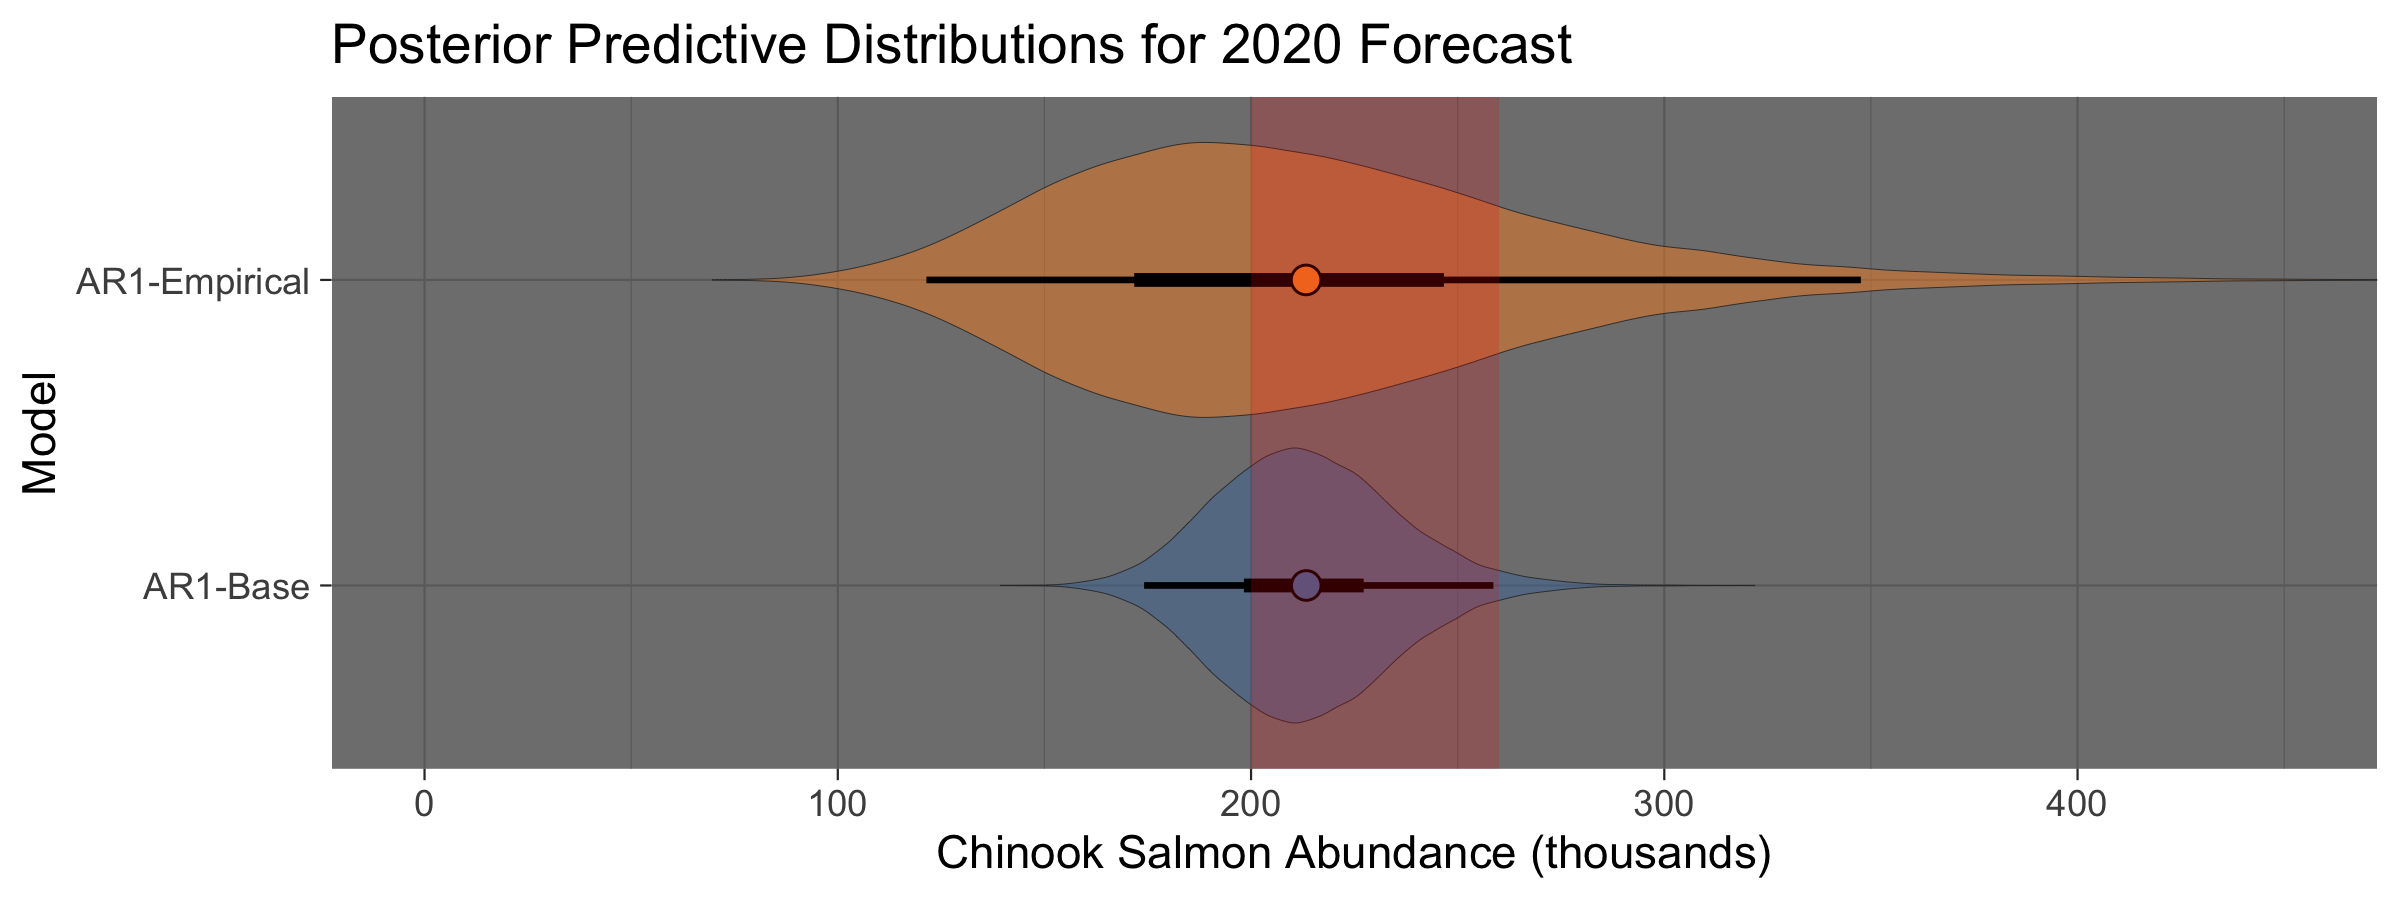 Posterior Predictive Distributions for 2020 Forecast
Model
AR1-Empirical
AR1-Base
0 100 200 300 400
Chinook Salmon Abundance (thousands)